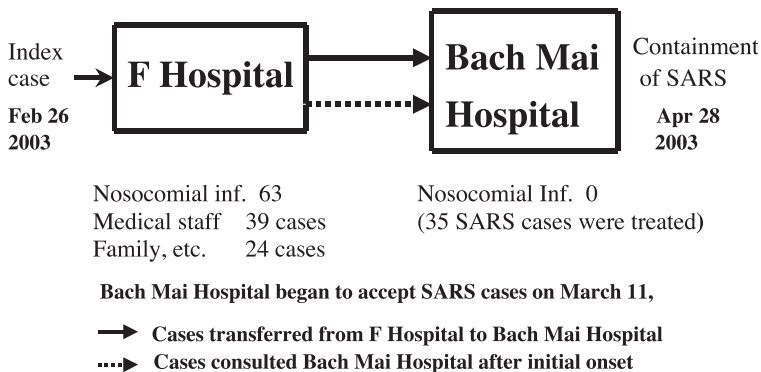 Index
case
Feb 26
2003
F Hospital
Bach Mai
Hospital
Containment
of SARS
Apr 28
2003
Nosocomial inf. 63
Medical staff 39 cases
Family, etc. 24 cases
Nosocomial Inf. 0
(35 SARS cases were treated)
Bach Mai Hospital began to accept SARS cases on March 11,
Cases transferred from F Hospital to Bach Mai Hospital
Cases consulted Bach Mai Hospital after initial onset